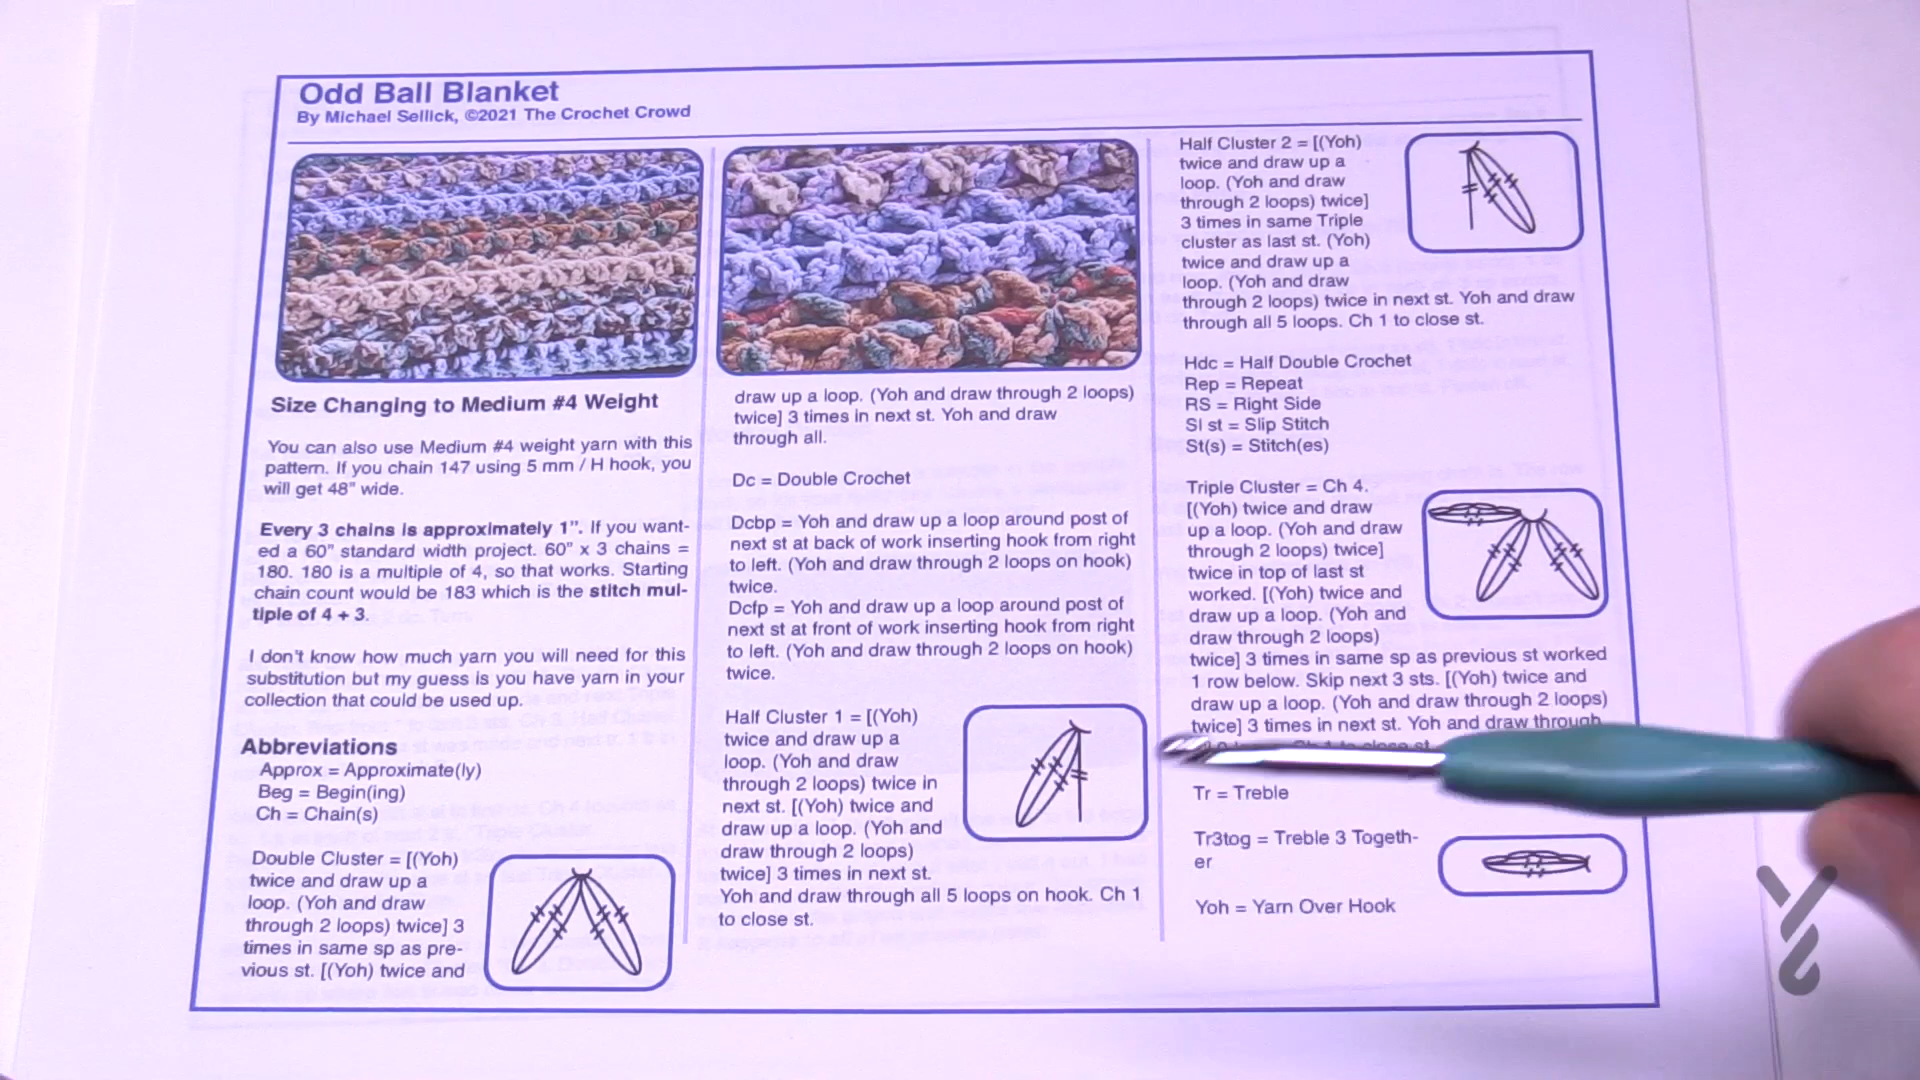 Odd Ball Blanket
By Michael Sellick, ©2021 The Crochet Crowd
Size Changing to Medium #4 Weight
You can also use Medium #4 weight yarn with this
pattern. If you chain 147 using 5 mm / H hook, you
will get 48" wide.
Every 3 chains is approximately 1". If you want-
ed a 60" standard width project. 60" x 3 chains =
180. 180 is a multiple of 4, so that works. Starting
chain count would be 183 which is the stitch mul-
tiple of 4 + 3.
I don't know how much yarn you will need for this
substitution but my guess is you have yarn in your
collection that could be used up.
Abbreviations
Approx = Approximate(ly)
Beg = Begin(ing)
Ch = Chain(s)
Double Cluster = [(Yoh)
twice and draw up a
loop. (Yoh and draw
through 2 loops) twice] 3
times in same sp as pre-
vious st. [(Yoh) twice and
draw up a loop. (Yoh and draw through 2 loops)
twice] 3 times in next st. Yoh and draw
through all.
Dc = Double Crochet
Dcbp = Yoh and draw up a loop around post of
next st at back of work inserting hook from right
to left. (Yoh and draw through 2 loops on hook)
twice.
Dcfp = Yoh and draw up a loop around post of
next st at front of work inserting hook from right
to left. (Yoh and draw through 2 loops on hook)
twice.
Half Cluster 1 = [(Yoh)
twice and draw up a
loop. (Yoh and draw
through 2 loops) twice in
next st. [(Yoh) twice and
draw up a loop. (Yoh and
draw through 2 loops)
twice] 3 times in next st.
Yoh and draw through all 5 loops on hook. Ch 1
to close st.
Half Cluster 2 = [(Yoh)
twice and draw up a
loop. (Yoh and draw
through 2 loops) twice]
3 times in same Triple
cluster as last st. (Yoh)
twice and draw up a
loop. (Yoh and draw
through 2 loops) twice in next st. Yoh and draw
through all 5 loops. Ch 1 to close st.
Hdc = Half Double Crochet
Rep = Repeat
RS = Right Side
Sl st = Slip Stitch
St(s) = Stitch(es)
Triple Cluster = Ch 4.
[(Yoh) twice and draw
up a loop. (Yoh and draw
through 2 loops) twice]
twice in top of last st
worked. [(Yoh) twice and
draw up a loop. (Yoh and
draw through 2 loops)
twice] 3 times in same sp as previous st worked
1 row below. Skip next 3 sts. [(Yoh) twice and
draw up a loop. (Yoh and draw through 2 loops)
twice] 3 times in next st. Yoh and draw through
Ch 1 to close st.
Tr = Treble
Tr3tog = Treble 3 Togeth-
er
Yoh = Yarn Over Hook